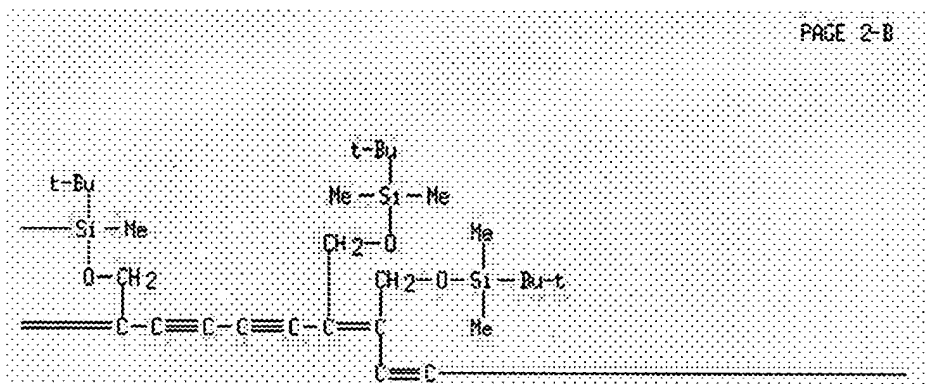 PAGE 2-B
t-Bu
t-Bu
Me-Si-Me
Si-Me
CH2-O
Me
O-CH2
CH2-O-Si-Bu-t
C-C≡C-C≡C-C=C
Me
C≡C